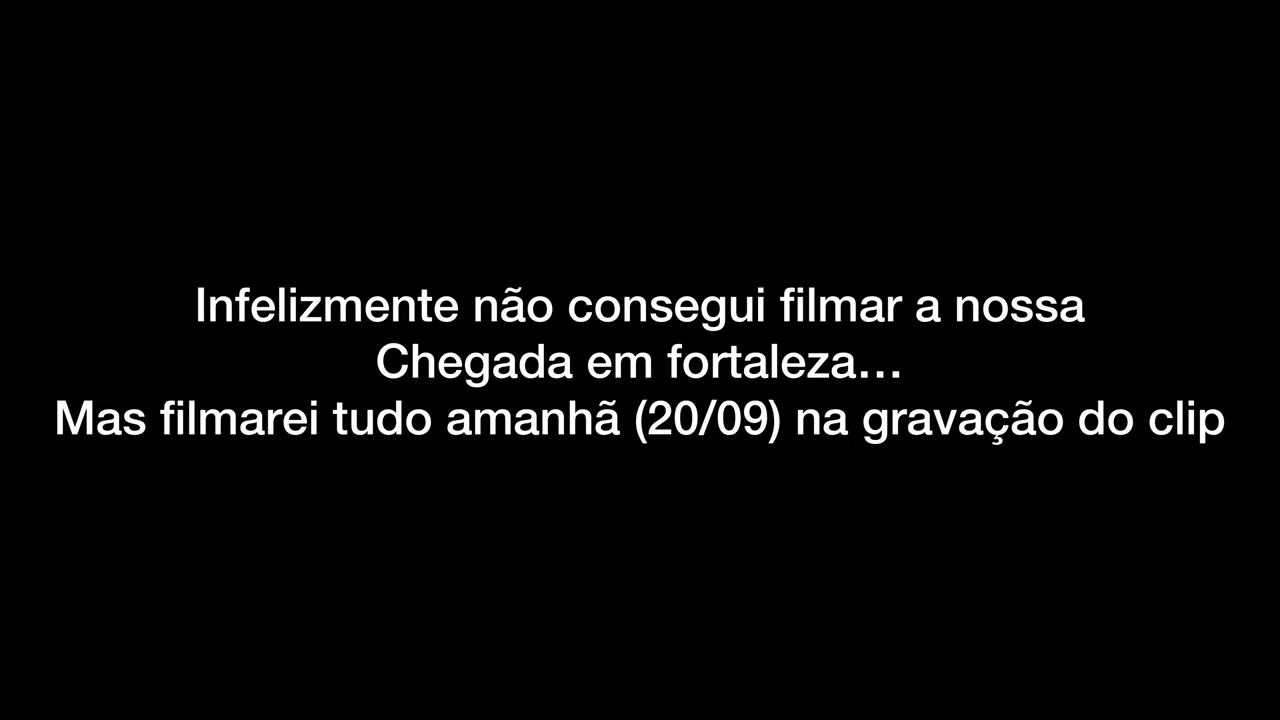 Infelizmente não consegui filmar a nossa
Chegada em fortaleza...
Mas filmarei tudo amanhã (20/09) na gravação do clip